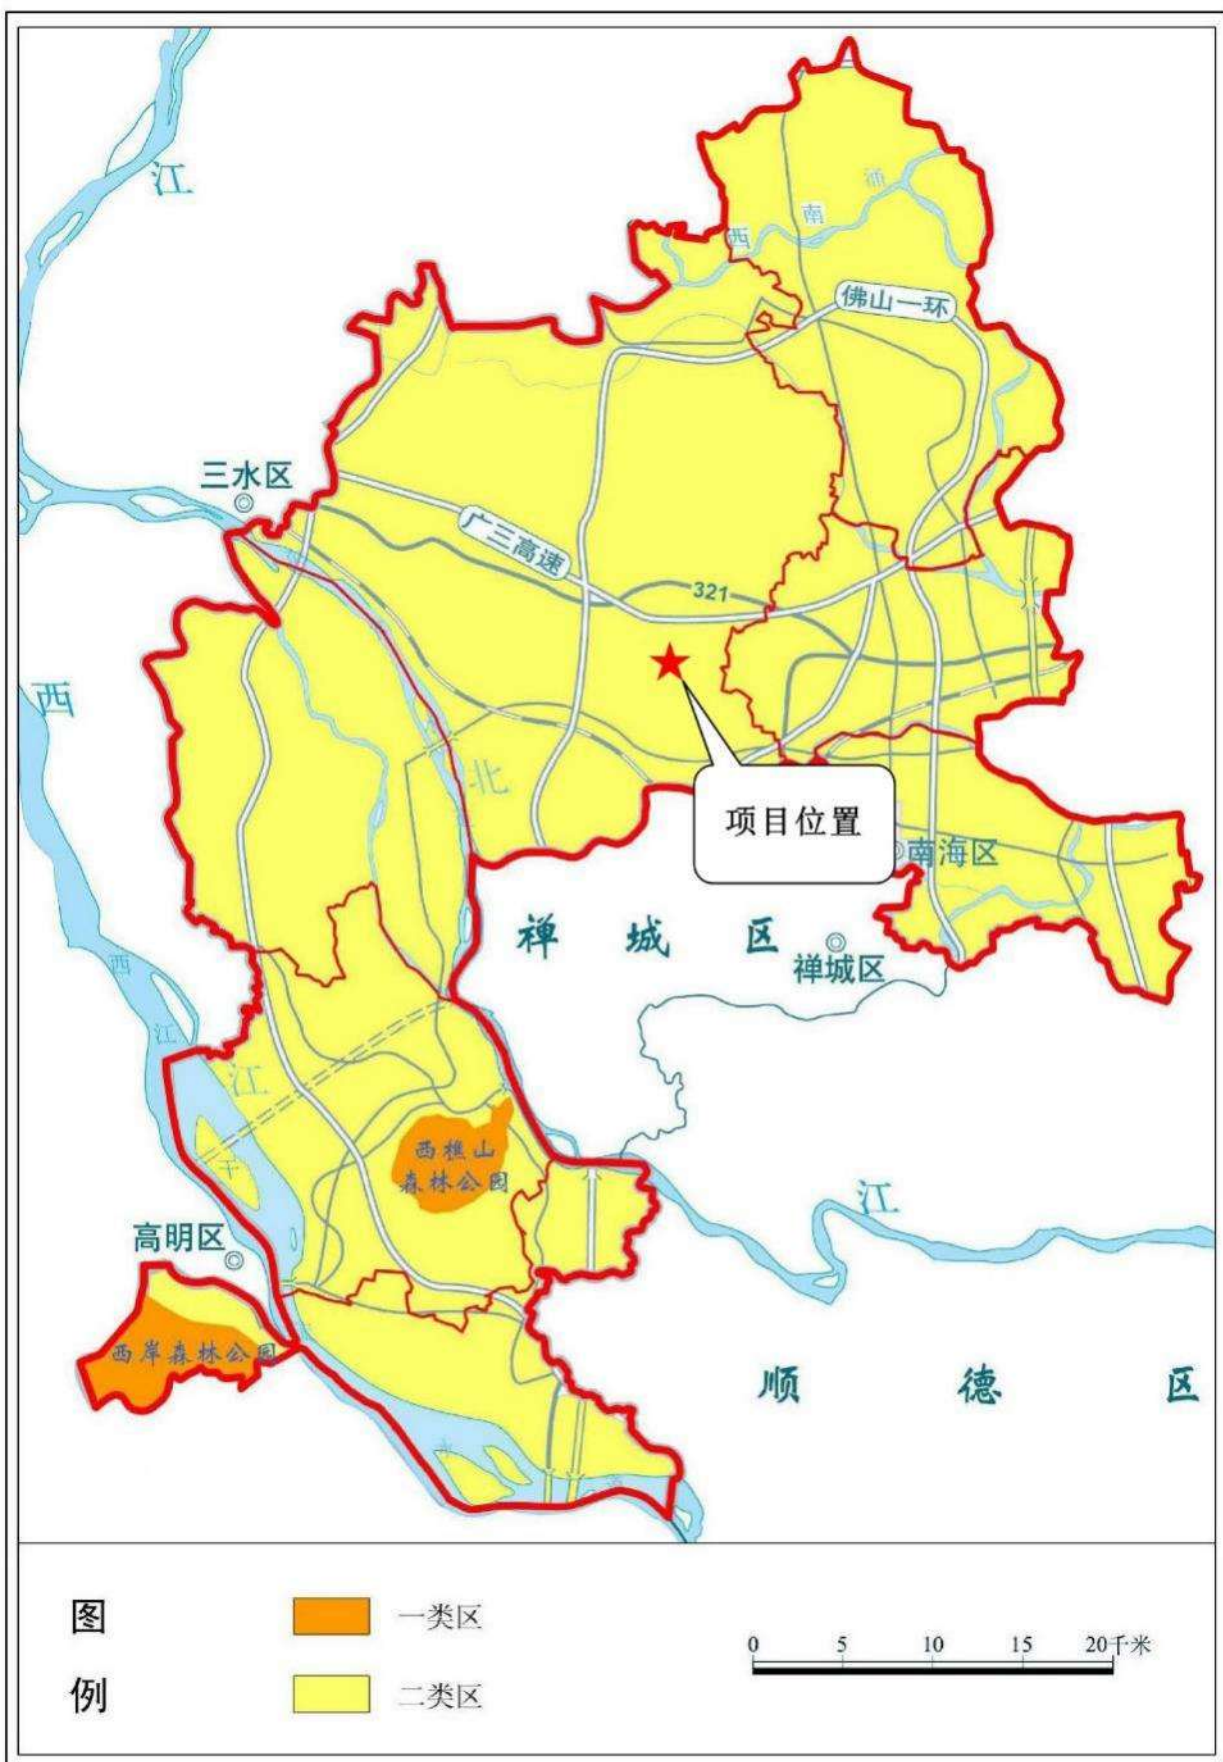 江
西 南 涌
佛山一环
三水区
广三高速
321
西
北
项目位置
南海区
禅 城 区
禅城区
西
江
江
西樵山
森林公园
江
高明区
西岸森林公园
顺 德 区
图
例
一类区
二类区
0 5 10 15 20千米